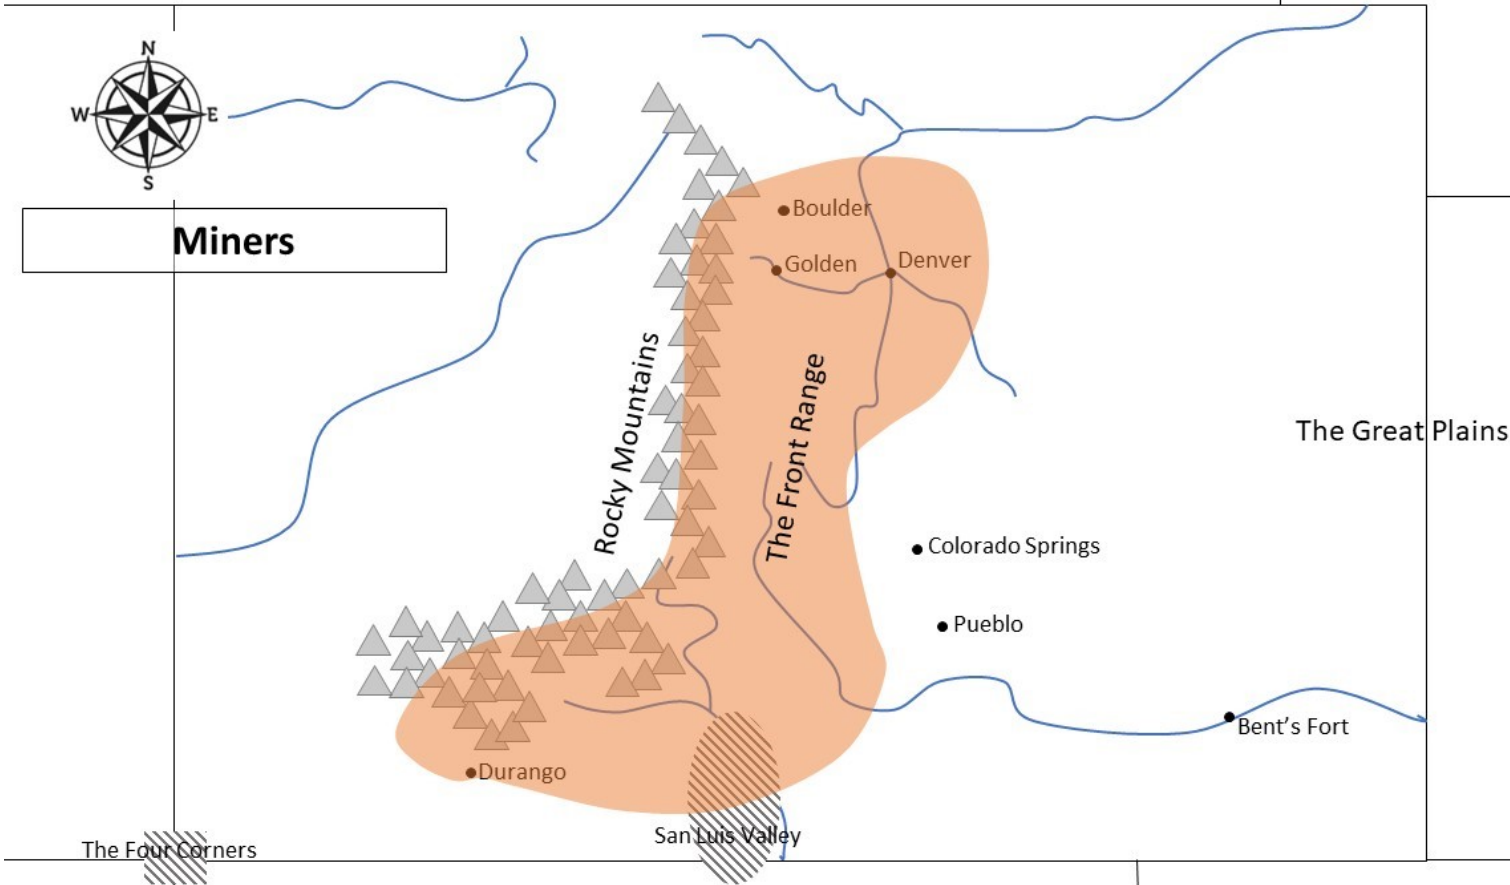 N
W E
S
Miners
Boulder
Golden
Denver
Rocky Mountains
The Front Range
The Great Plains
Colorado Springs
Pueblo
Bent’s Fort
Durango
San Luis Valley
The Four Corners